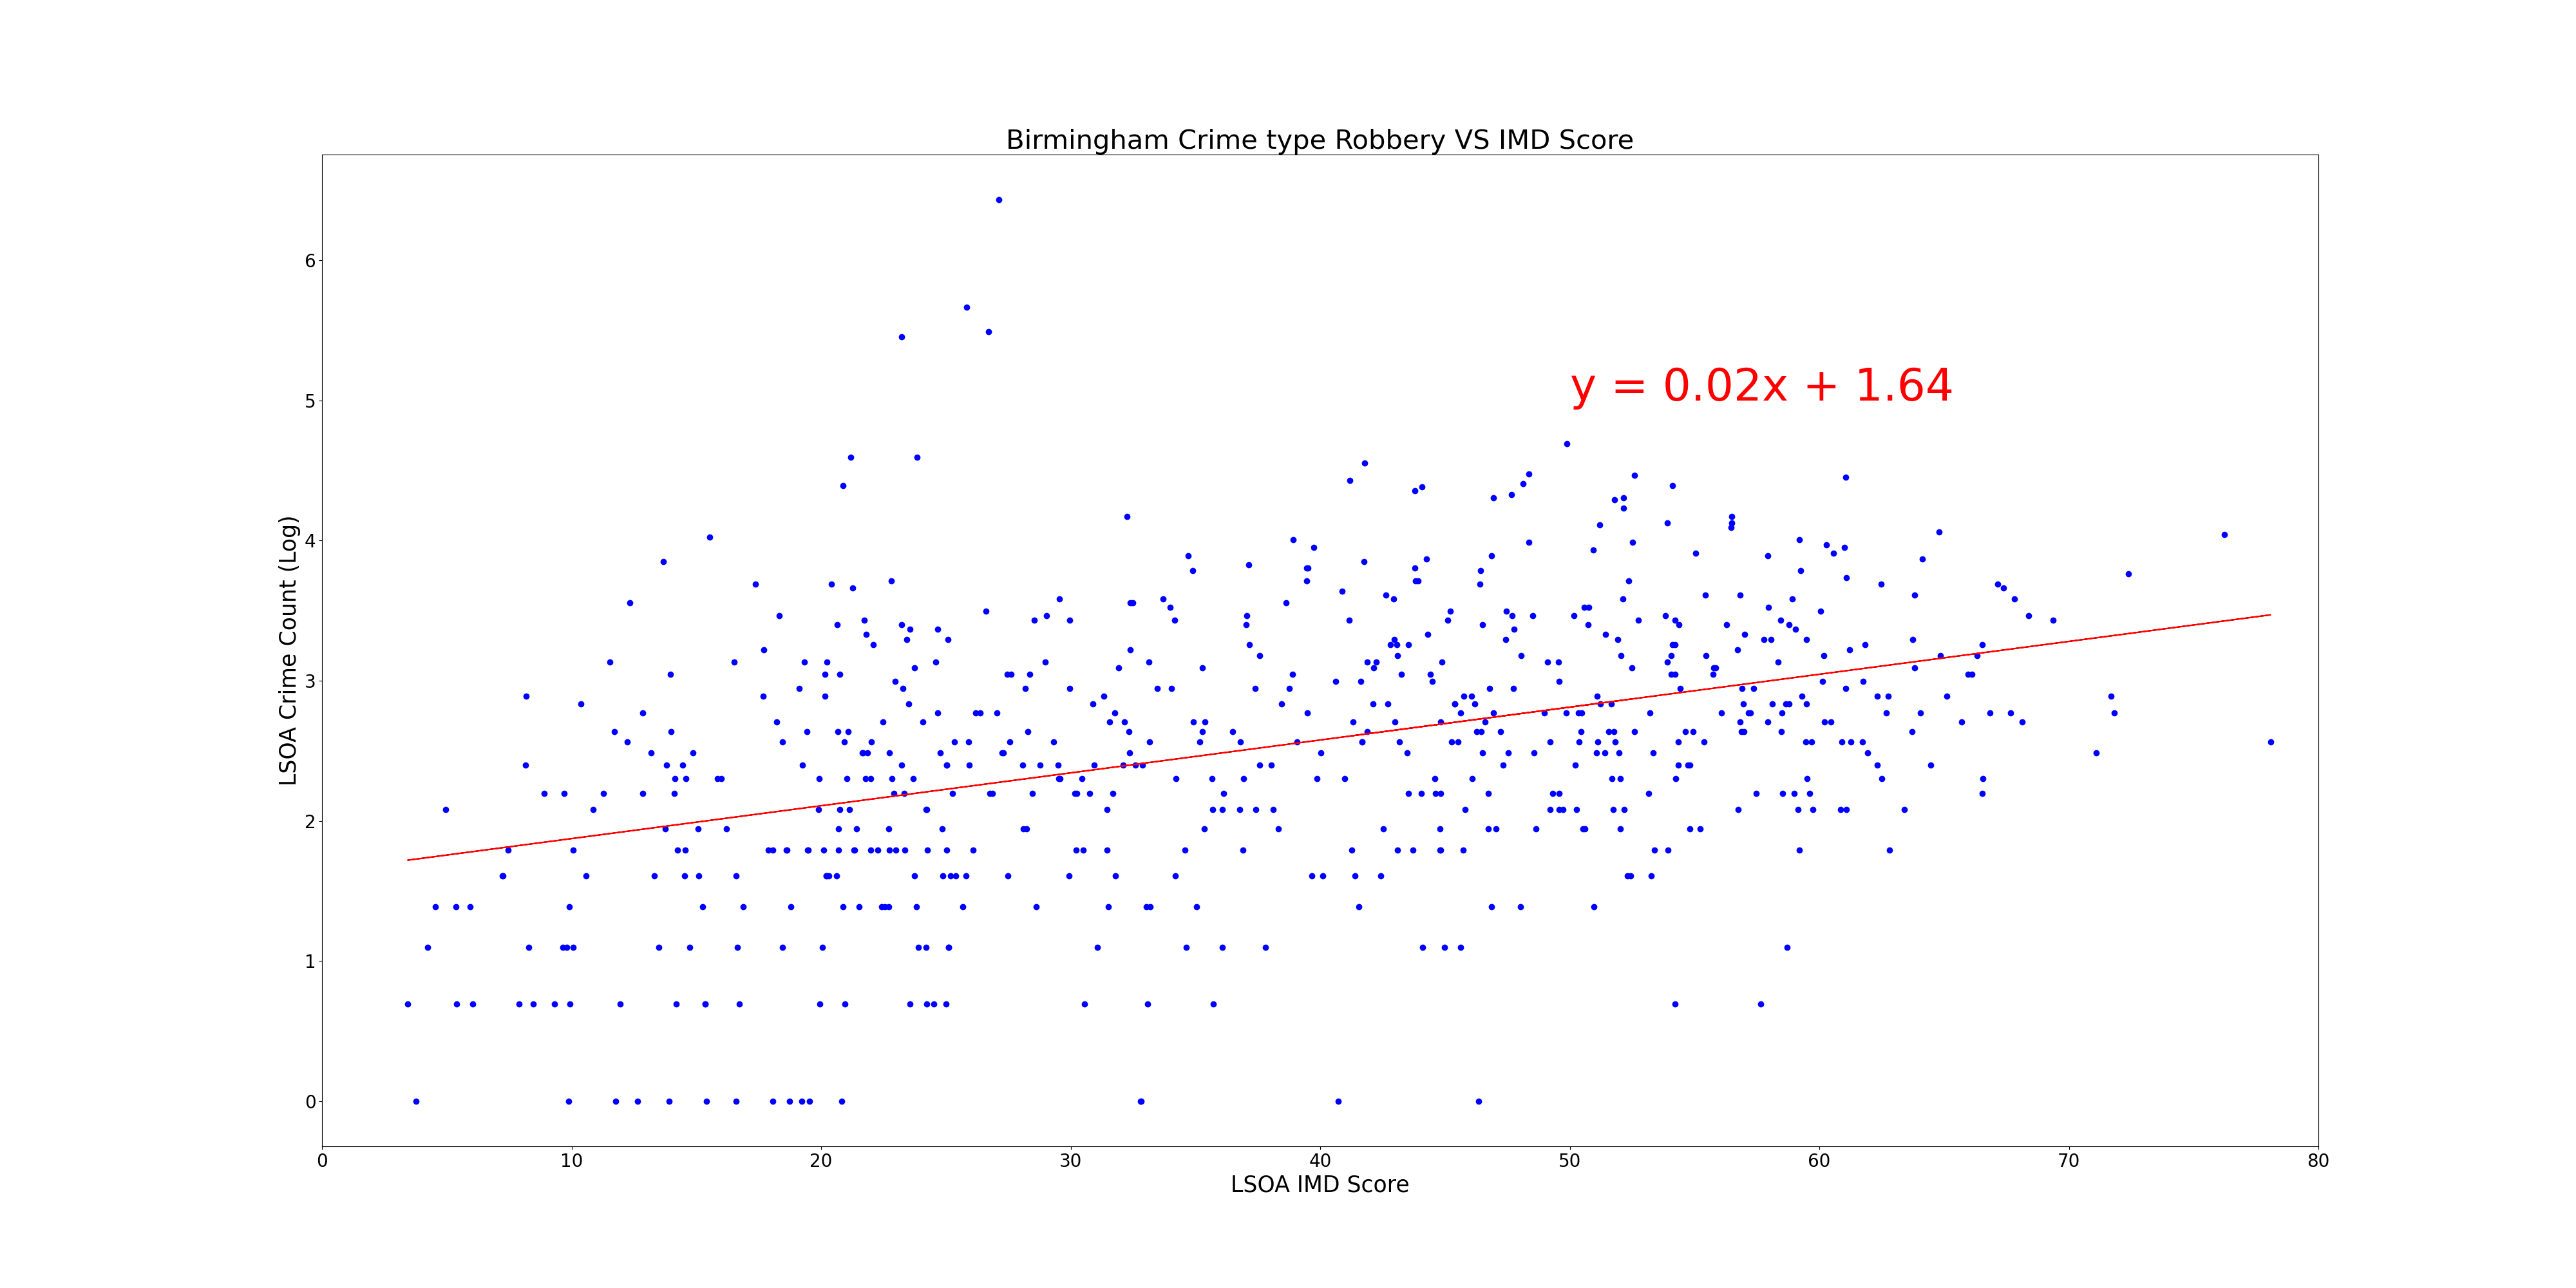 Birmingham Crime type Robbery VS IMD Score
y = 0.02x + 1.64
LSOA Crime Count (Log)
6
5
4
3
2
1
0
0 10 20 30 40 50 60 70 80
LSOA IMD Score